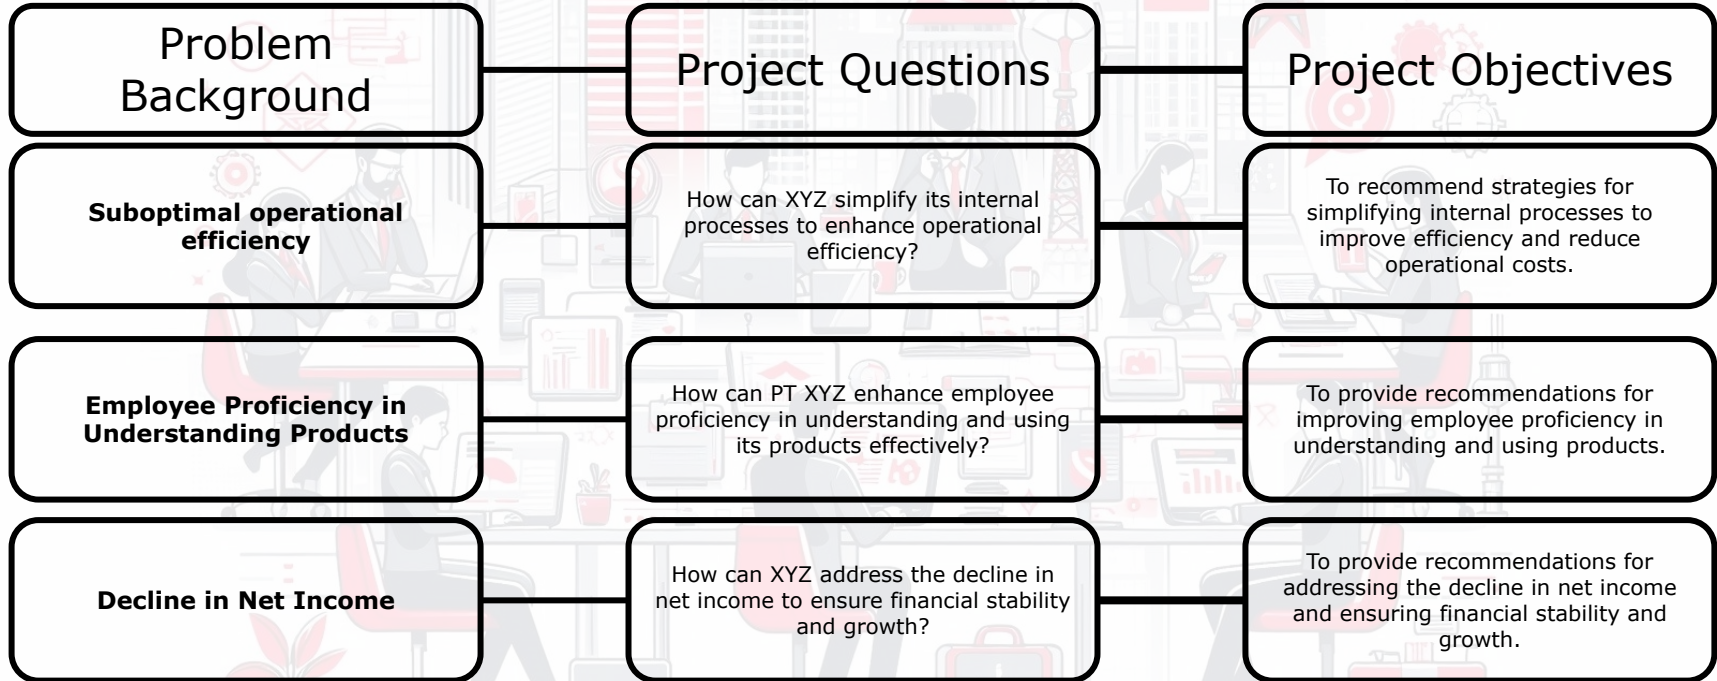 Problem
Background
Project Questions
Project Objectives
Suboptimal operational
efficiency
How can XYZ simplify its internal
processes to enhance operational
efficiency?
To recommend strategies for
simplifying internal processes to
improve efficiency and reduce
operational costs.
Employee Proficiency in
Understanding Products
How can PT XYZ enhance employee
proficiency in understanding and using
its products effectively?
To provide recommendations for
improving employee proficiency in
understanding and using products.
Decline in Net Income
How can XYZ address the decline in
net income to ensure financial stability
and growth?
To provide recommendations for
addressing the decline in net income
and ensuring financial stability and
growth.